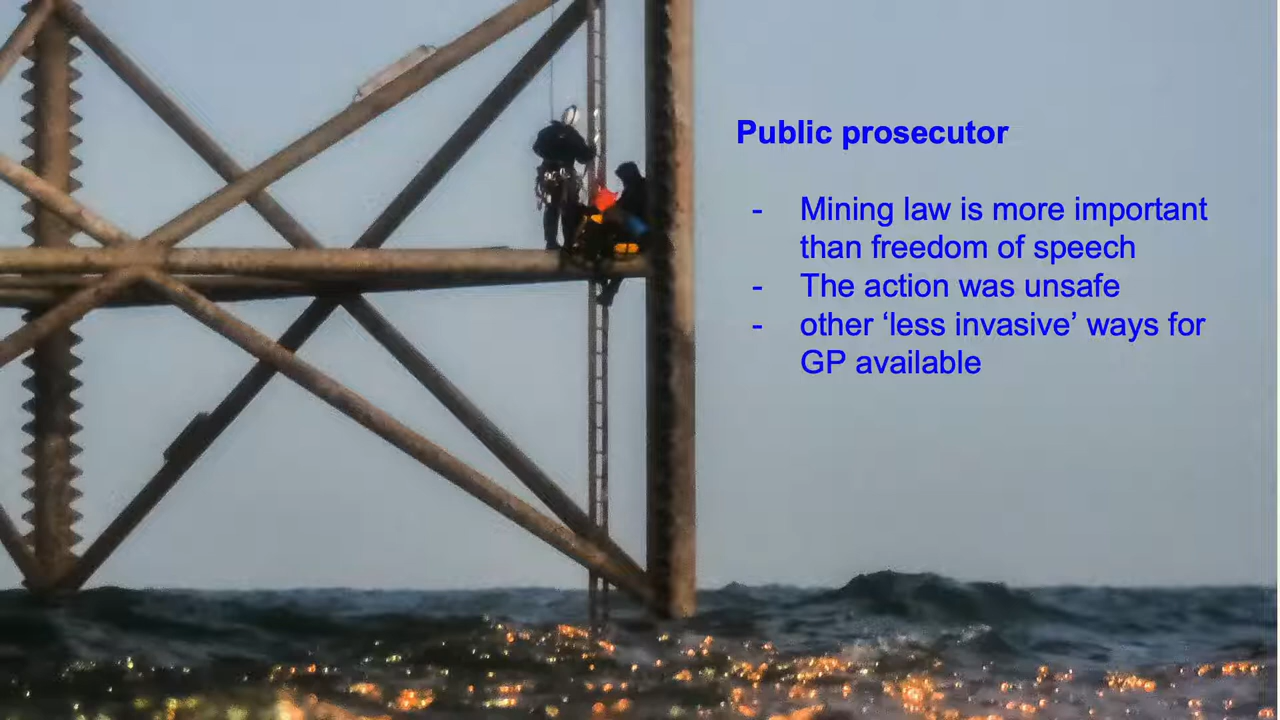 Public prosecutor
- Mining law is more important
than freedom of speech
- The action was unsafe
- other ‘less invasive’ ways for
GP available